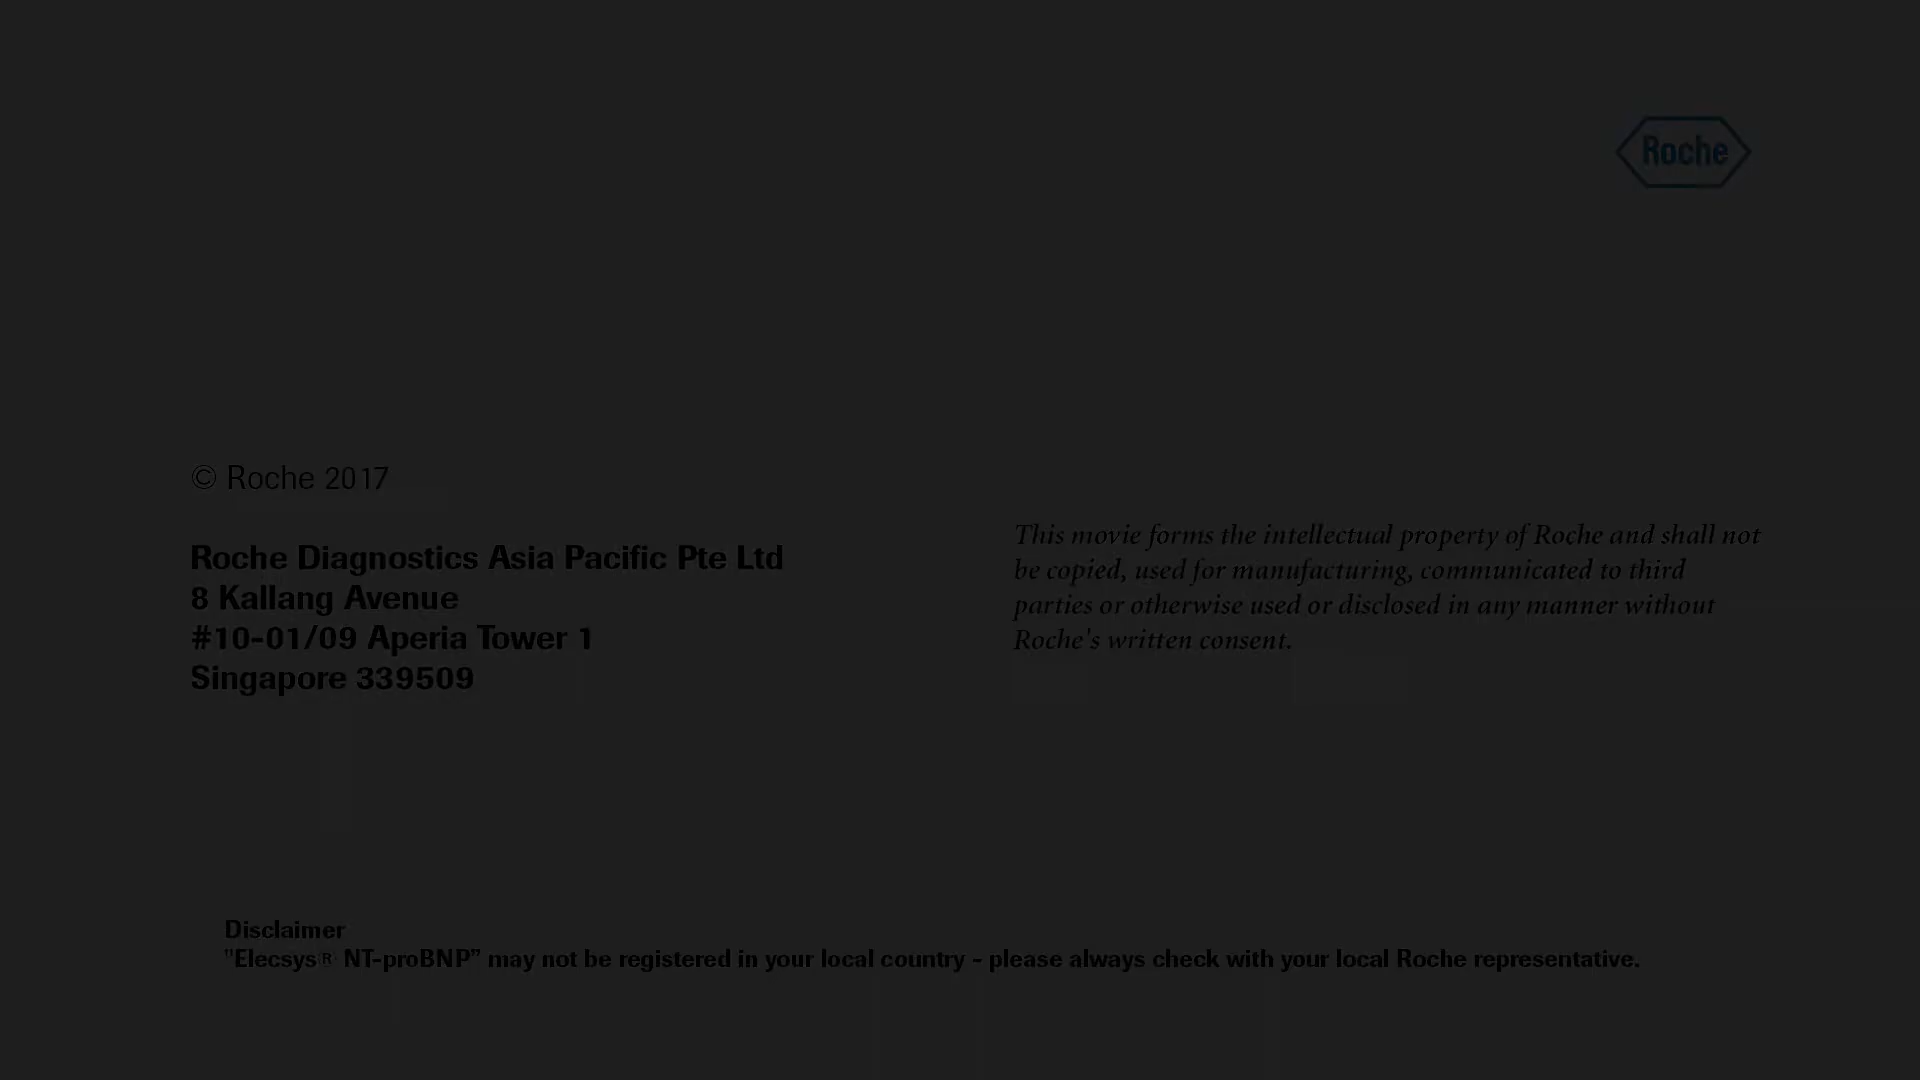 Roche
© Roche 2017
Roche Diagnostics Asia Pacific Pte Ltd
8 Kallang Avenue
#10-01/09 Aperia Tower 1
Singapore 339509
This movie forms the intellectual property of Roche and shall not
be copied, used for manufacturing, communicated to third
parties or otherwise used or disclosed in any manner without
Roche's written consent.
Disclaimer
"Elecsys® NT-proBNP” may not be registered in your local country - please always check with your local Roche representative.